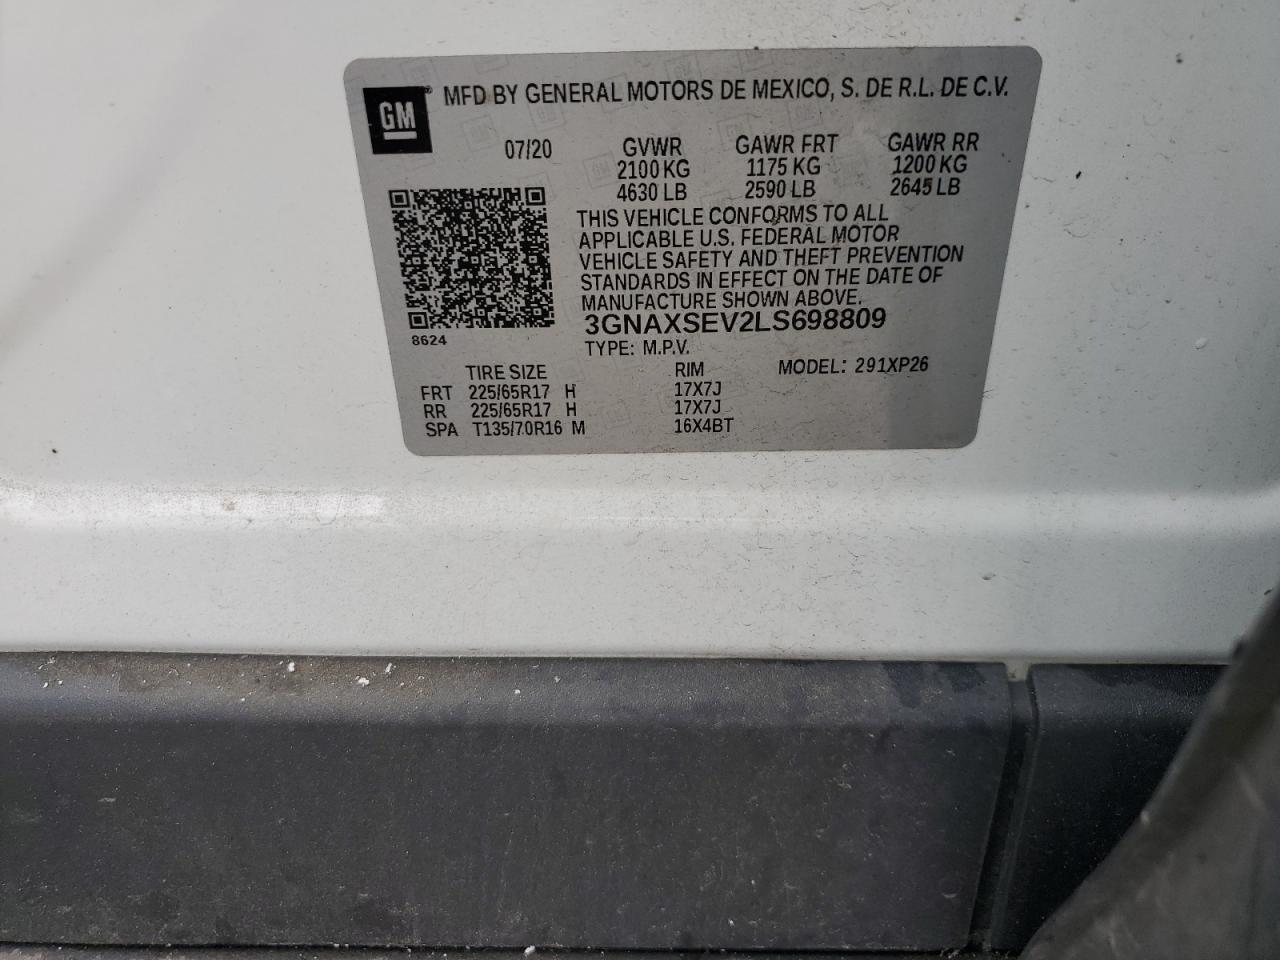 GM
MFD BY GENERAL MOTORS DE MEXICO, S. DE R.L. DE C.V.
07/20
GVWR GAWR FRT GAWR RR
2100 KG 1175 KG 1200 KG
4630 LB 2590 LB 2645 LB
THIS VEHICLE CONFORMS TO ALL
APPLICABLE U.S. FEDERAL MOTOR
VEHICLE SAFETY AND THEFT PREVENTION
STANDARDS IN EFFECT ON THE DATE OF
MANUFACTURE SHOWN ABOVE.
3GNAXSEV2LS698809
8624
TYPE: M.P.V.
TIRE SIZE RIM MODEL: 291XP26
FRT 225/65R17 H 17X7J
RR 225/65R17 H 17X7J
SPA T135/70R16 M 16X4BT